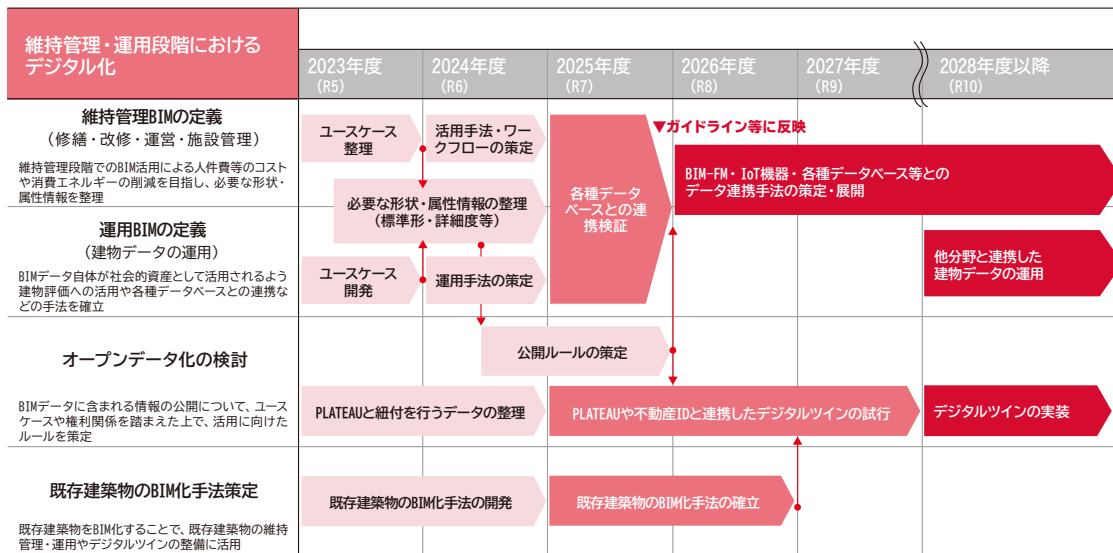 維持管理・運用段階における
デジタル化
2023年度
(R5)
2024年度
(R6)
2025年度
(R7)
2026年度
(R8)
2027年度
(R9)
2028年度以降
(R10)
維持管理BIMの定義
(修繕・改修・運営・施設管理)
維持管理段階でのBIM活用による人件費等のコスト
や消費エネルギーの削減を目指し、必要な形状・
属性情報を整理
ユースケース
整理
活用手法・ワー
クフローの策定
▼ガイドライン等に反映
BIM-FM・IoT機器・各種データベース等との
データ連携手法の策定・展開
必要な形状・属性情報の整理
(標準形・詳細度等)
各種データ
ベースとの連
携検証
運用BIMの定義
(建物データの運用)
BIMデータ自体が社会的資産として活用されるよう
建物評価への活用や各種データベースとの連携な
どの手法を確立
ユースケース
開発
運用手法の策定
他分野と連携した
建物データの運用
オープンデータ化の検討
BIMデータに含まれる情報の公開について、ユース
ケースや権利関係を踏まえた上で、活用に向けた
ルールを策定
公開ルールの策定
PLATEAUと紐付を行うデータの整理
PLATEAUや不動産IDと連携したデジタルツインの試行
デジタルツインの実装
既存建築物のBIM化手法策定
既存建築物をBIM化することで、既存建築物の維持
管理・運用やデジタルツインの整備に活用
既存建築物のBIM化手法の開発
既存建築物のBIM化手法の確立